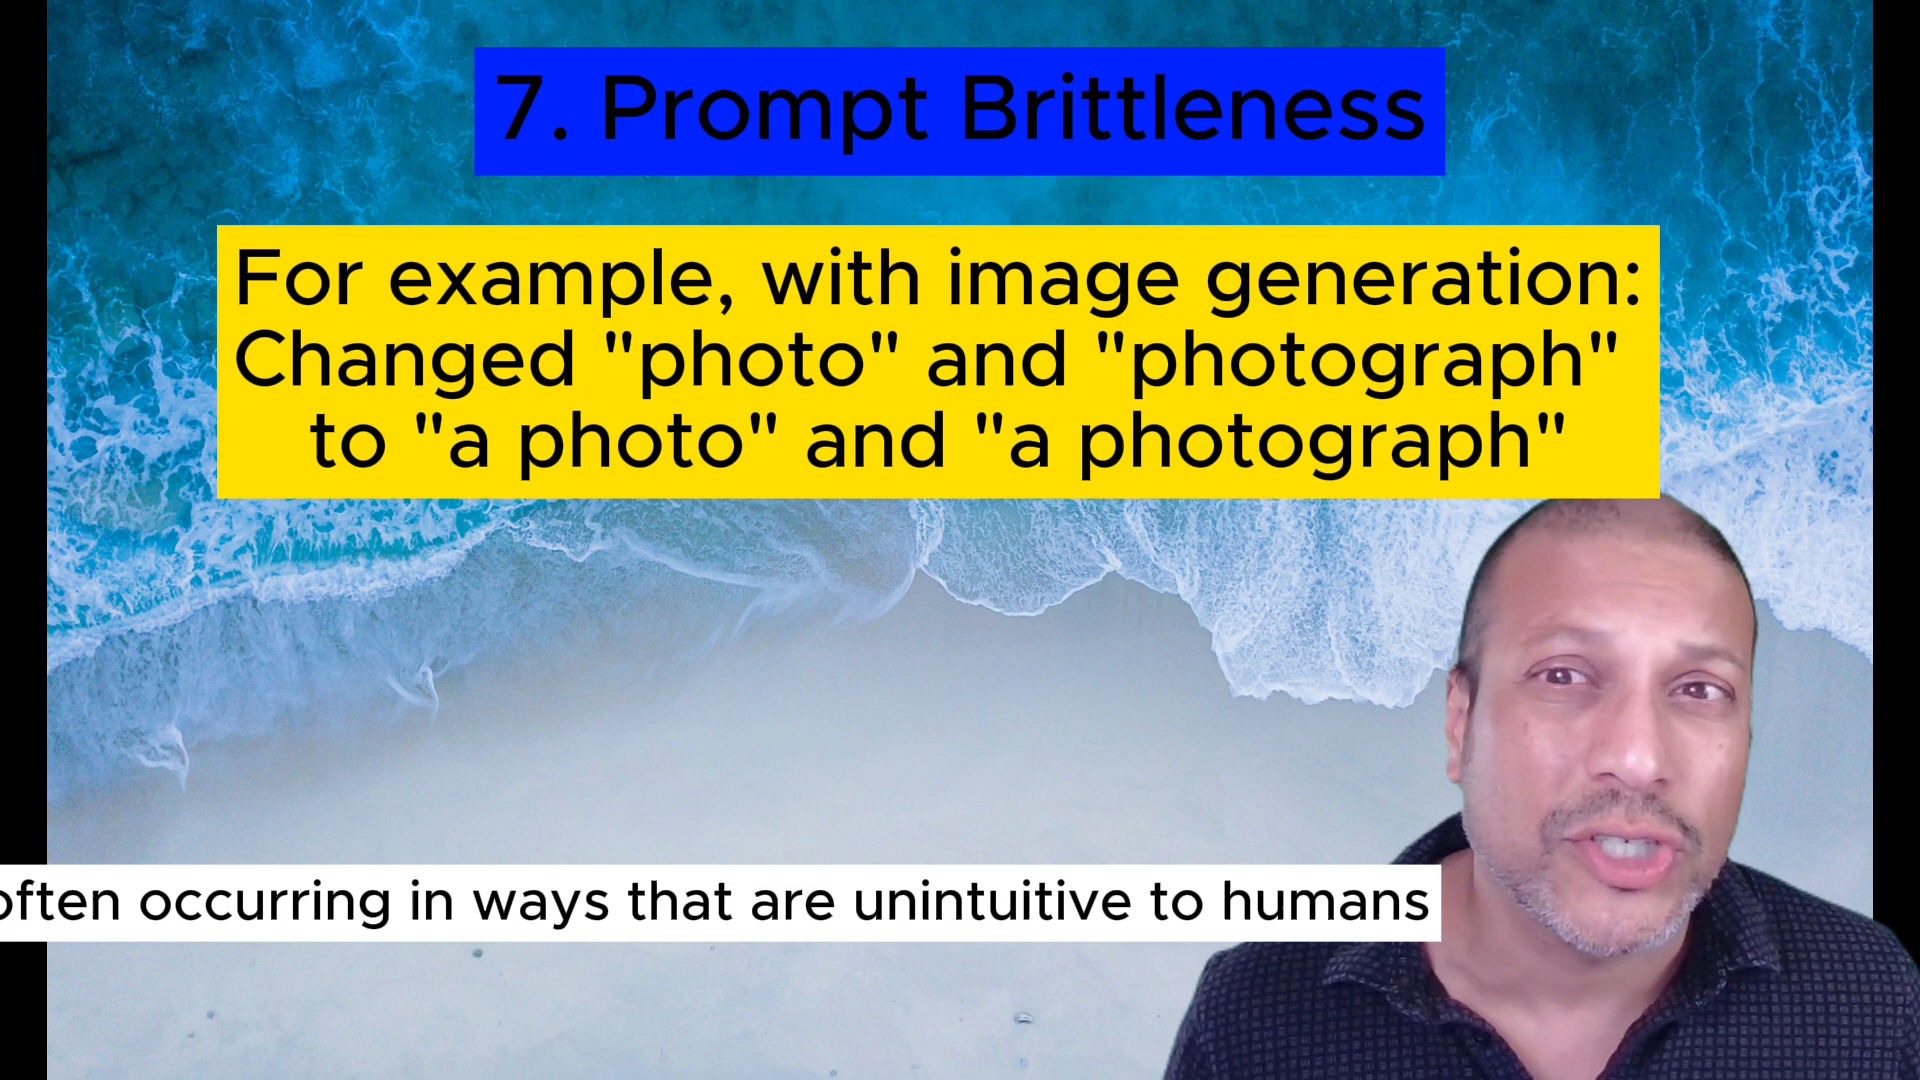 7. Prompt Brittleness
For example, with image generation:
Changed "photo" and "photograph"
to "a photo" and "a photograph"
often occurring in ways that are unintuitive to humans